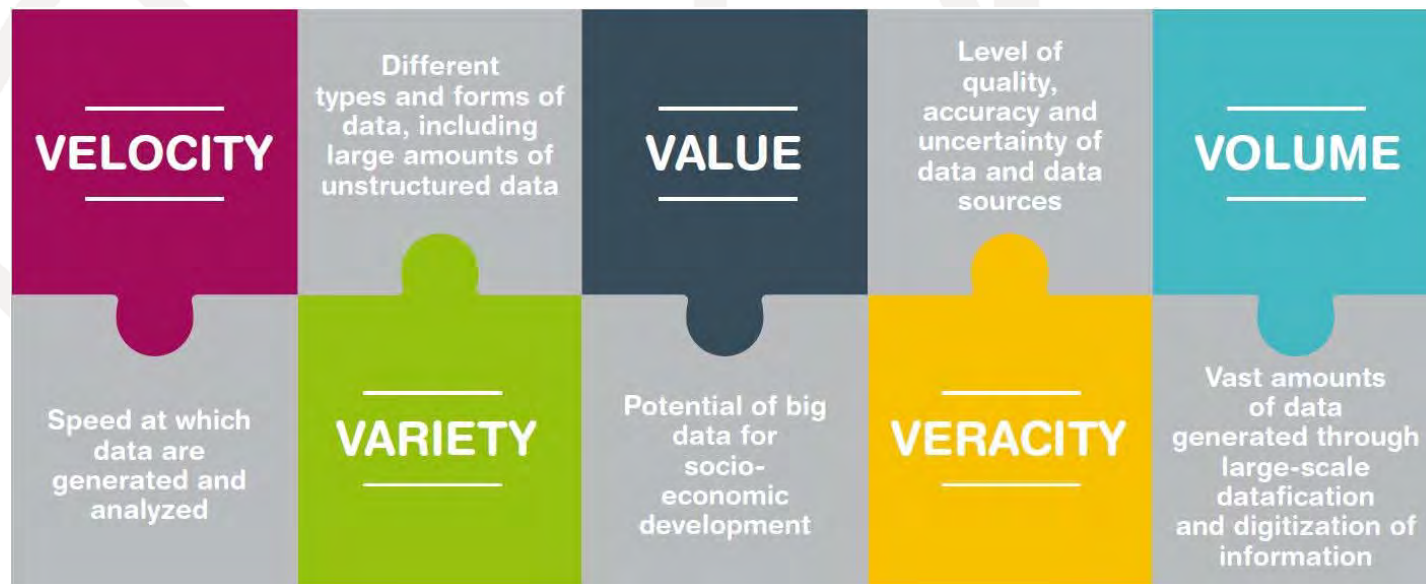 VELOCITY
Speed at which
data are
generated and
analyzed
Different
types and forms of
data, including
large amounts of
unstructured data
VARIETY
VALUE
Potential of big
data for
socio-
economic
development
Level of
quality,
accuracy and
uncertainty of
data and data
sources
VERACITY
VOLUME
Vast amounts
of data
generated through
large-scale
datafication
and digitization of
information